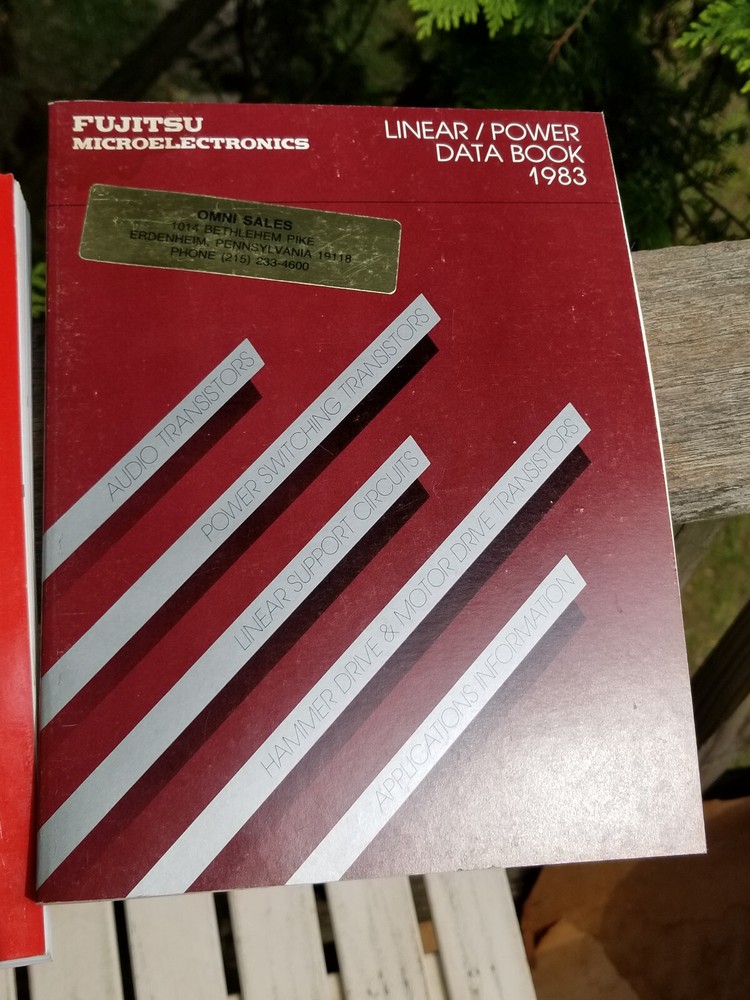 FUJITSU
MICROELECTRONICS
LINEAR / POWER
DATA BOOK
1983
OMNI SALES
1014 BETHLEHEM PIKE
ERDENHEIM, PENNSYLVANIA 19118
PHONE (215) 233-4600
AUDIO TRANSISTORS
POWER SWITCHING TRANSISTORS
LINEAR SUPPORT CIRCUITS
HAMMER DRIVE & MOTOR DRIVE TRANSISTORS
APPLICATIONS INFORMATION